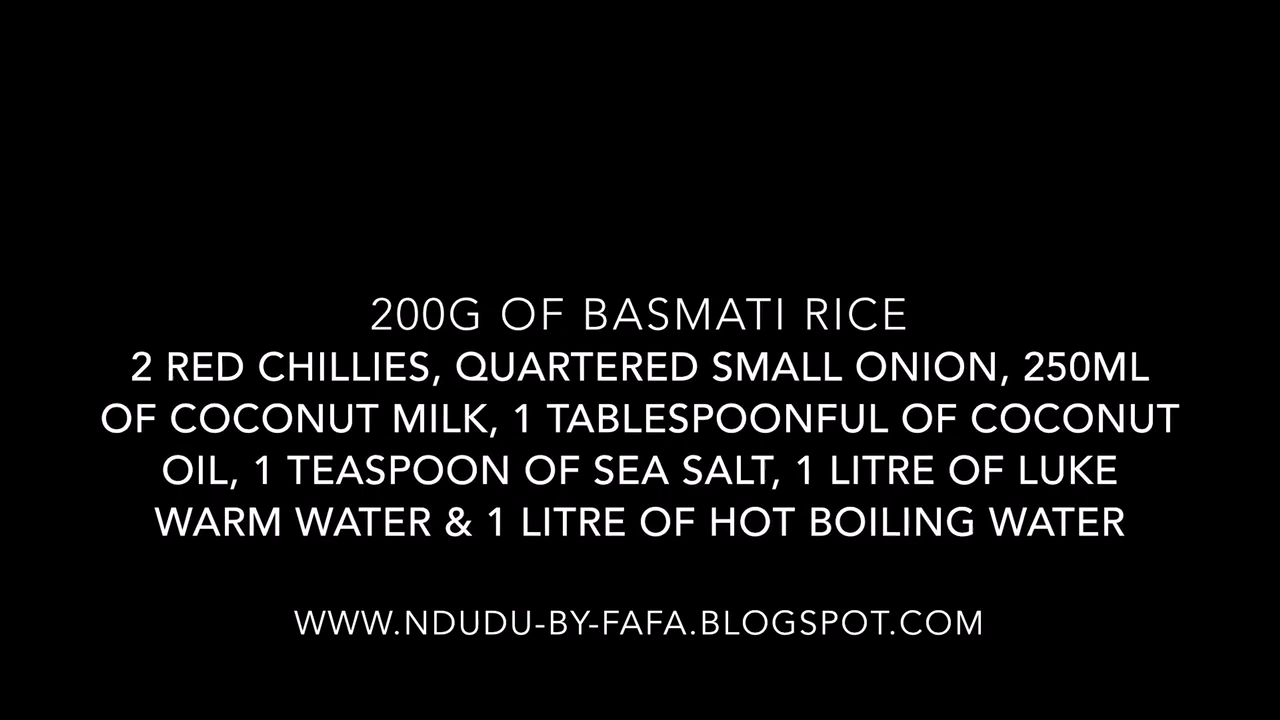 200G OF BASMATI RICE
2 RED CHILLIES, QUARTERED SMALL ONION, 250ML
OF COCONUT MILK, 1 TABLESPOONFUL OF COCONUT
OIL, 1 TEASPOON OF SEA SALT, 1 LITRE OF LUKE
WARM WATER & 1 LITRE OF HOT BOILING WATER
WWW.NDUDU-BY-FAFA.BLOGSPOT.COM